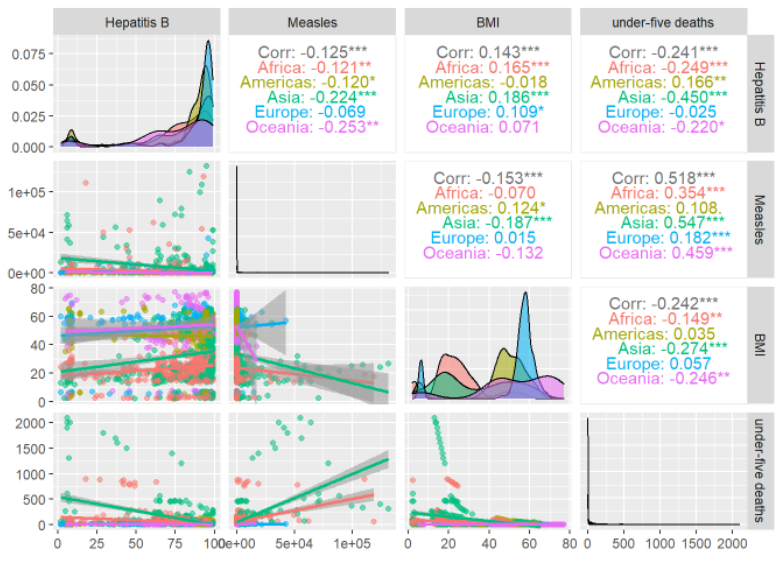 Hepatitis B
Measles
BMI
under-five deaths
0.075
0.050
0.025
0.000
Corr: -0.125***
Africa: -0.121**
Americas: -0.120*
Asia: -0.224***
Europe: -0.069
Oceania: -0.253**
Corr: 0.143***
Africa: 0.165***
Americas: -0.018
Asia: 0.186***
Europe: 0.109*
Oceania: 0.071
Corr: -0.241***
Africa: -0.249***
Americas: 0.166**
Asia: -0.450***
Europe: -0.025
Oceania: -0.220*
Hepatitis B
1e+05
5e+04
0e+00
Corr: -0.153***
Africa: -0.070
Americas: 0.124*
Asia: -0.187***
Europe: 0.015
Oceania: -0.132
Corr: 0.518***
Africa: 0.354***
Americas: 0.108.
Asia: 0.547***
Europe: 0.182***
Oceania: 0.459***
Measles
80
60
40
20
0
Corr: -0.242***
Africa: -0.149**
Americas: 0.035
Asia: -0.274***
Europe: 0.057
Oceania: -0.246**
BMI
2000
1500
1000
500
0
under-five deaths
0 25 50 75 100
0e+00 5e+04 1e+05
0 20 40 60 80
0 500 1000 1500 2000